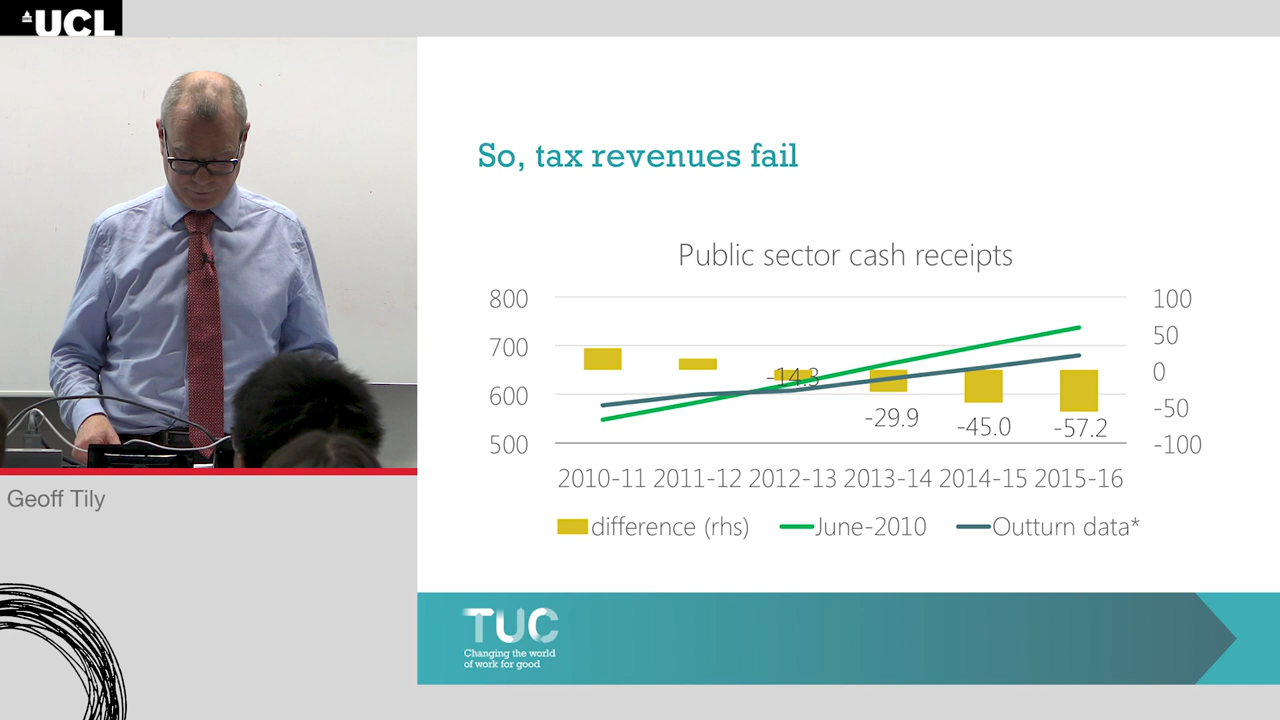 UCL
So, tax revenues fail
Public sector cash receipts
800
700
600
500
100
50
0
-50
-100
-14.3
-29.9
-45.0
-57.2
2010-11 2011-12 2012-13 2013-14 2014-15 2015-16
difference (rhs) June-2010 Outturn data*
Geoff Tily
TUC
Changing the world
of work for good